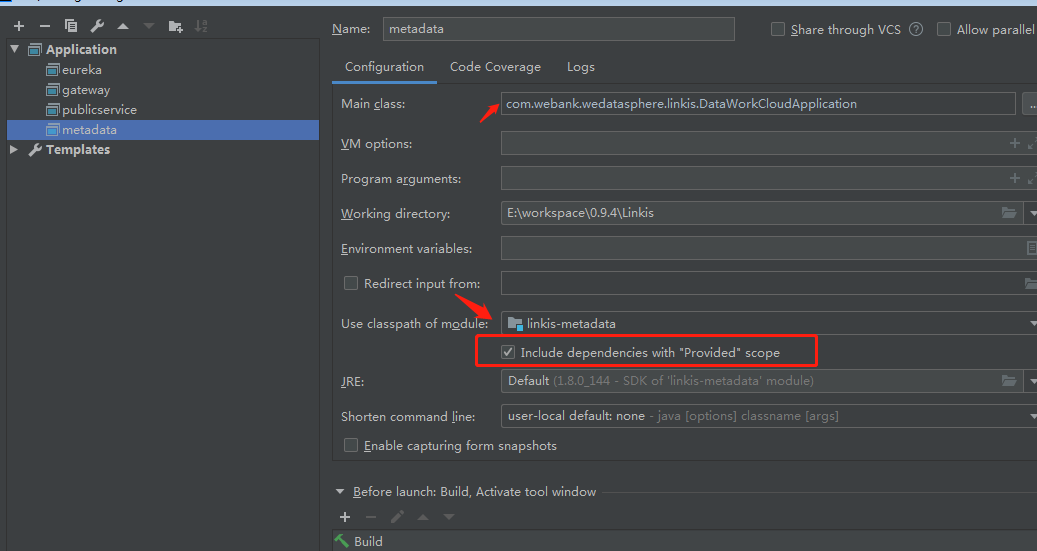 Application
eureka
gateway
publicservice
metadata
Templates
Name: metadata
Share through VCS
Allow parallel
Configuration Code Coverage Logs
Main class: com.webank.wedatasphere.linkis.DataWorkCloudApplication ...
VM options:
Program arguments:
Working directory: E:\workspace\0.9.4\Linkis
Environment variables:
Redirect input from:
Use classpath of module: linkis-metadata
Include dependencies with "Provided" scope
JRE: Default (1.8.0_144 - SDK of 'linkis-metadata' module)
Shorten command line: user-local default: none - java [options] classname [args]
Enable capturing form snapshots
Before launch: Build, Activate tool window
Build